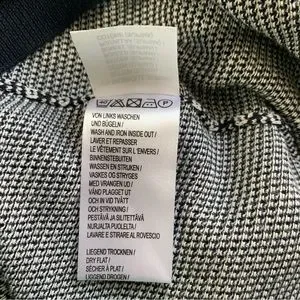 VON LINKS WASCHEN
UND BÜGELN /
WASH AND IRON INSIDE OUT /
LAVER ET REPASSER
LE VÊTEMENT SUR L'ENVERS /
BINNENSTEBUITEN
WASSEN EN STRIJKEN /
VASKES OG STRYGES
MED VRANGEN UD /
VÄND PLAGGET UT
OCH IN VID TVÄTT
OCH STRYKNING /
PESTÄVÄ JA SILITETTÄVÄ
NURJALTA PUOLELTA /
LAVARE E STIRARE AL ROVESCIO
LIEGEND TROCKNEN /
DRY FLAT /
SÉCHER À PLAT /
LIGGEND DROGEN /